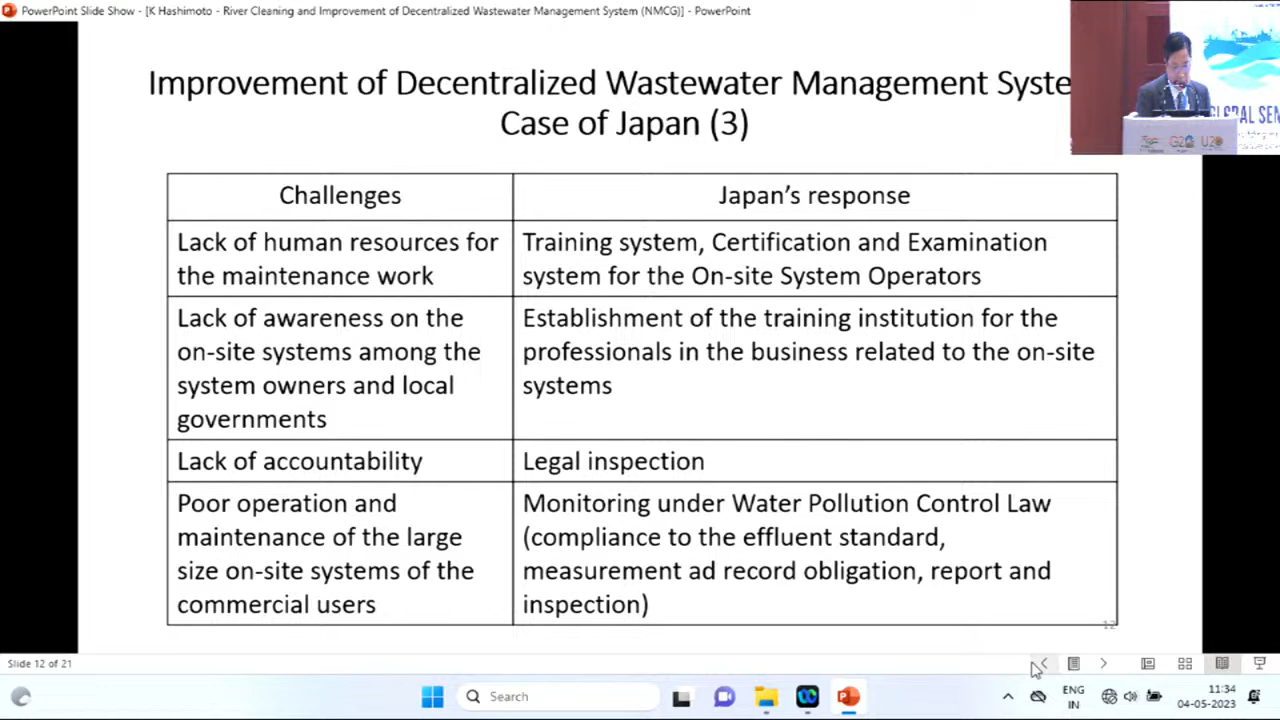 PowerPoint Slide Show - [K Hashimoto - River Cleaning and Improvement of Decentralized Wastewater Management System (NMCG)] - PowerPoint
Improvement of Decentralized Wastewater Management Syste
Case of Japan (3)
GLOBAL SEN
G20 U20
Challenges
Japan's response
Lack of human resources for
the maintenance work
Training system, Certification and Examination
system for the On-site System Operators
Lack of awareness on the
on-site systems among the
system owners and local
governments
Establishment of the training institution for the
professionals in the business related to the on-site
systems
Lack of accountability
Legal inspection
Poor operation and
maintenance of the large
size on-site systems of the
commercial users
Monitoring under Water Pollution Control Law
(compliance to the effluent standard,
measurement ad record obligation, report and
inspection)
12
Slide 12 of 21
Search
ENG
IN
11:34
04-05-2023